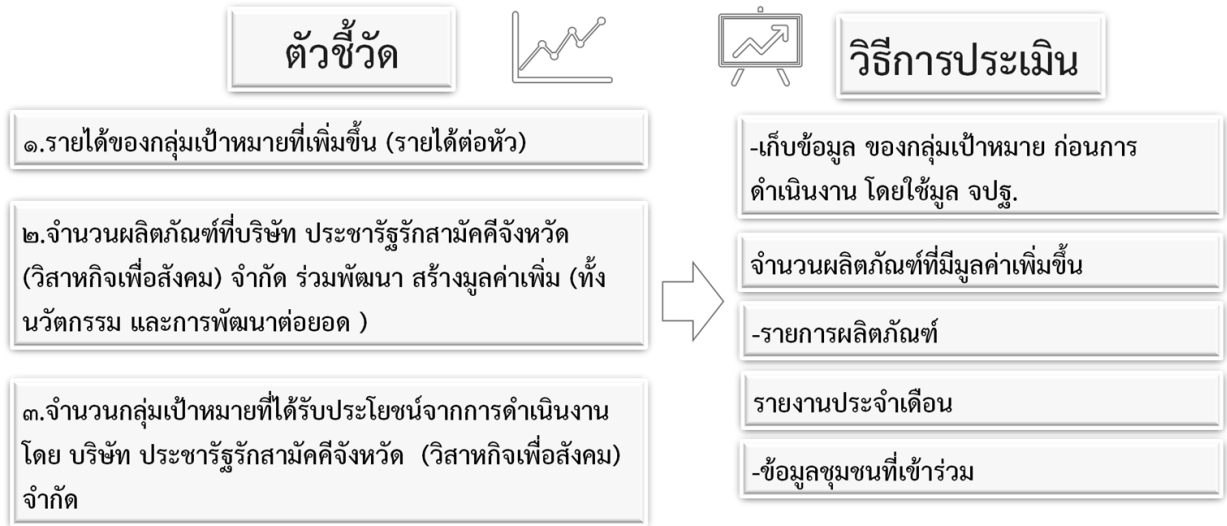 ตัวชี้วัด
๑.รายได้ของกลุ่มเป้าหมายที่เพิ่มขึ้น (รายได้ต่อหัว)
๒.จำนวนผลิตภัณฑ์ที่บริษัท ประชารัฐรักสามัคคีจังหวัด
(วิสาหกิจเพื่อสังคม) จำกัด ร่วมพัฒนา สร้างมูลค่าเพิ่ม (ทั้ง
นวัตกรรม และการพัฒนาต่อยอด )
๓.จำนวนกลุ่มเป้าหมายที่ได้รับประโยชน์จากการดำเนินงาน
โดย บริษัท ประชารัฐรักสามัคคีจังหวัด (วิสาหกิจเพื่อสังคม)
จำกัด
วิธีการประเมิน
-เก็บข้อมูล ของกลุ่มเป้าหมาย ก่อนการ
ดำเนินงาน โดยใช้มูล จปฐ.
จำนวนผลิตภัณฑ์ที่มีมูลค่าเพิ่มขึ้น
-รายการผลิตภัณฑ์
รายงานประจำเดือน
-ข้อมูลชุมชนที่เข้าร่วม